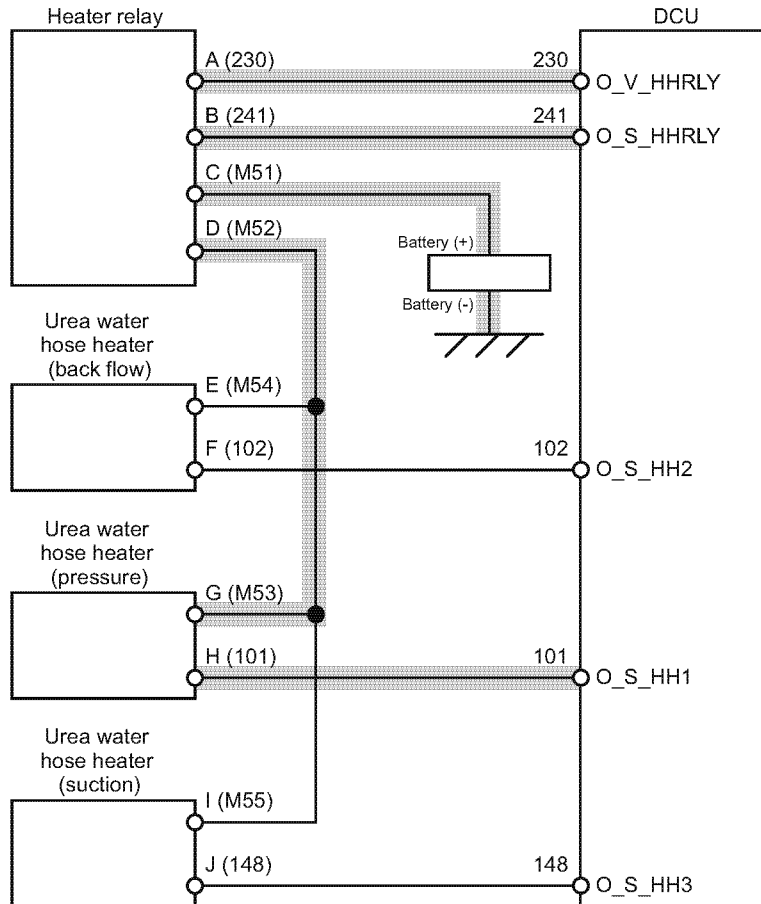 Heater relay
DCU
A (230)
230
O_V_HHRLY
B (241)
241
O_S_HHRLY
C (M51)
D (M52)
Battery (+)
Battery (-)
Urea water
hose heater
(back flow)
E (M54)
F (102)
102
O_S_HH2
Urea water
hose heater
(pressure)
G (M53)
H (101)
101
O_S_HH1
Urea water
hose heater
(suction)
I (M55)
J (148)
148
O_S_HH3